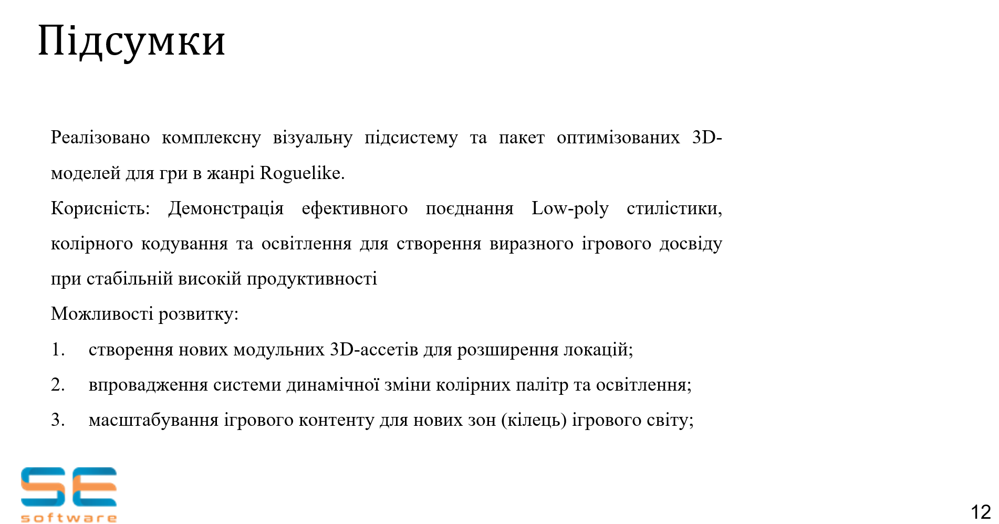 Підсумки
Реалізовано комплексну візуальну підсистему та пакет оптимізованих 3D-
моделей для гри в жанрі Roguelike.
Корисність: Демонстрація ефективного поєднання Low-poly стилістики,
колірного кодування та освітлення для створення виразного ігрового досвіду
при стабільній високій продуктивності
Можливості розвитку:
1. створення нових модульних 3D-ассетів для розширення локацій;
2. впровадження системи динамічної зміни колірних палітр та освітлення;
3. масштабування ігрового контенту для нових зон (кілець) ігрового світу;
SE
software
12